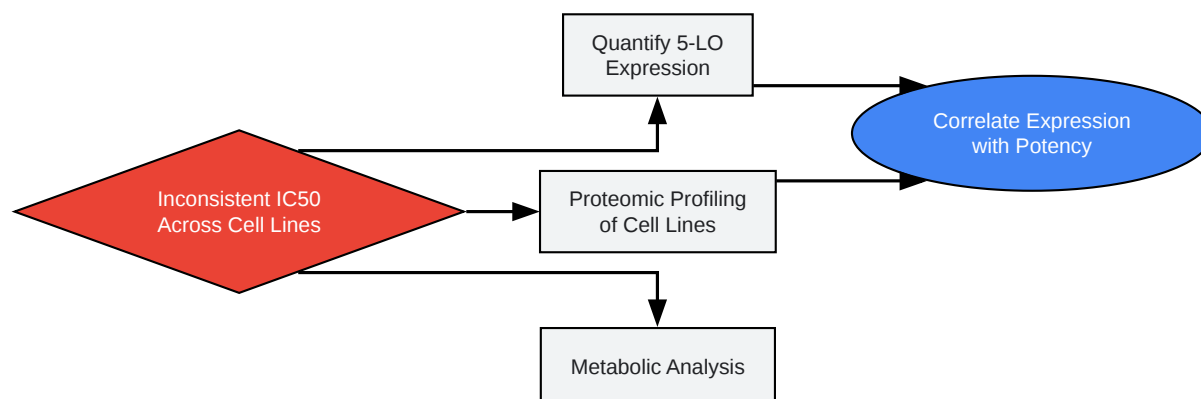 Quantify 5-LO
Expression
Correlate Expression
with Potency
Inconsistent IC50
Across Cell Lines
Proteomic Profiling
of Cell Lines
Metabolic Analysis